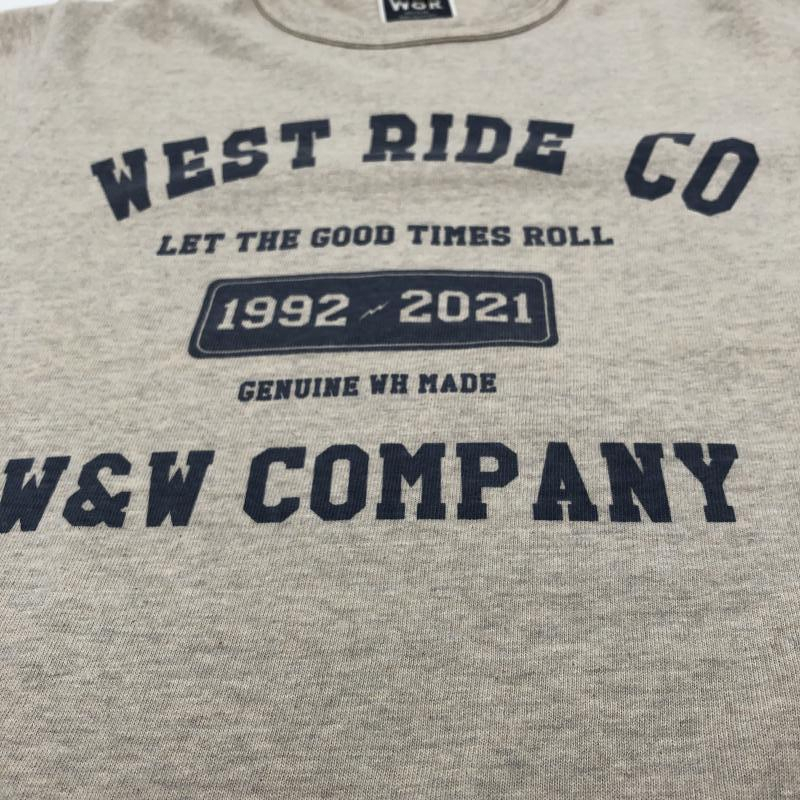 WEST RIDE CO
LET THE GOOD TIMES ROLL
1992 2021
GENUINE WH MADE
W&W COMPANY